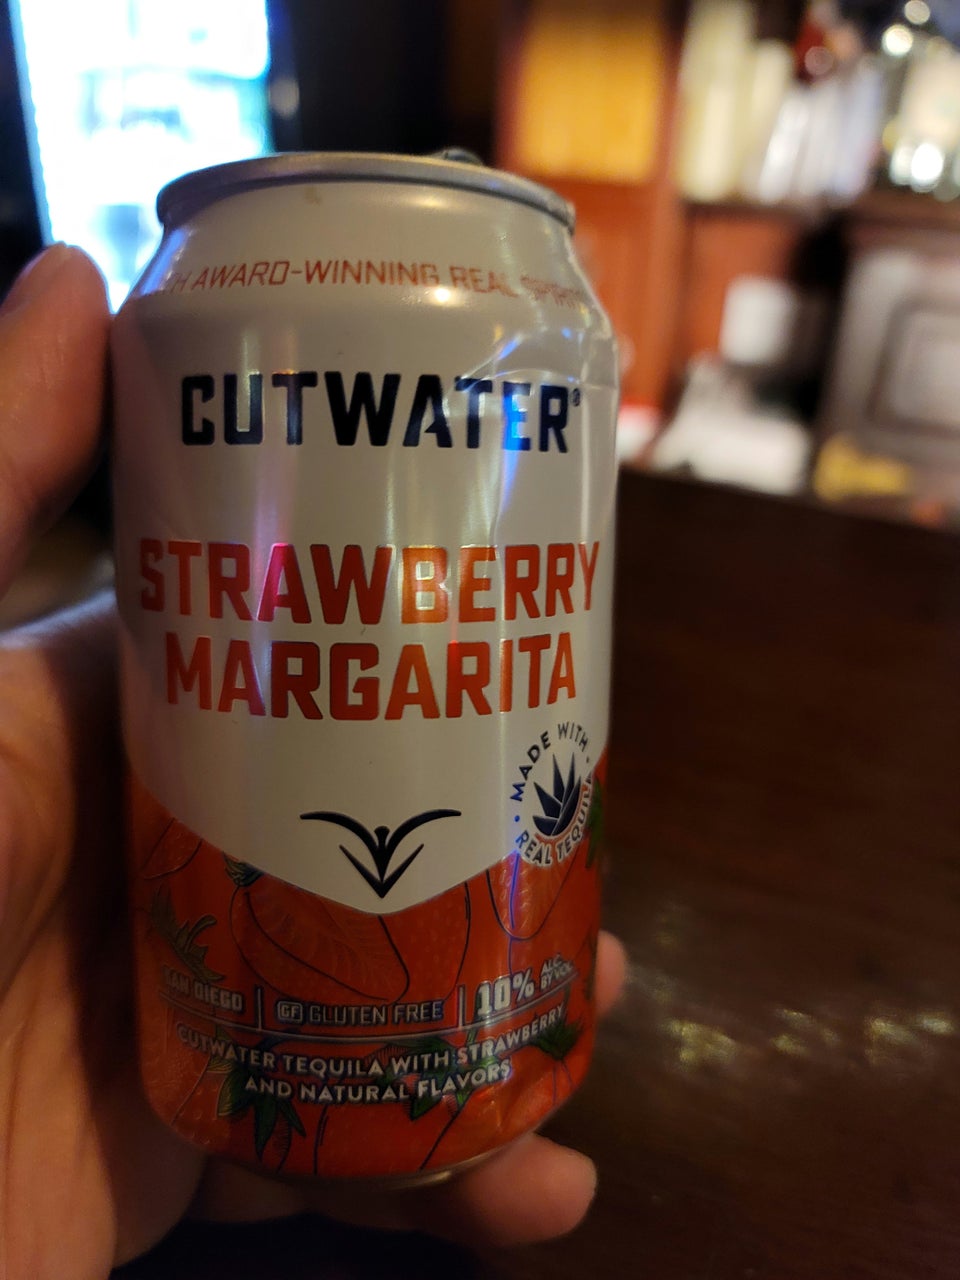 AWARD-WINNING REAL SPIRITS
CUTWATER®
STRAWBERRY
MARGARITA
MADE WITH
REAL TEQUILA
SAN DIEGO | GF GLUTEN FREE | 10% ALC. BY VOL.
CUTWATER TEQUILA WITH STRAWBERRY
AND NATURAL FLAVORS